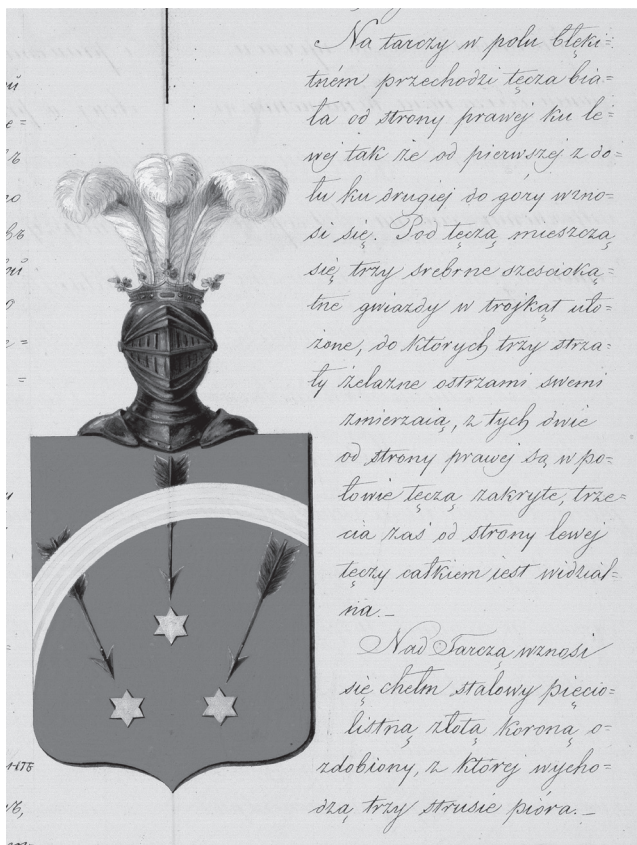 Na tarczy w polu błęki=
tném przechodzi tęcza bia=
ła od strony prawej ku le=
wej tak że od pierwszej z do=
łu ku drugiej do góry wzno=
si się. Pod tęczą mieszczą
się trzy srebrne szescioką=
tne gwiazdy w trojkąt uło=
żone, do których trzy strza=
ły żelazne ostrzami swemi
zmierzaią, z tych dwie
od strony prawej są w po=
łowie tęczą zakryte, trze=
cia zaś od strony lewej
tęczy całkiem iest widzial=
na._
Nad Tarczą wznosi
się chełm stalowy pięcio=
listną złotą koroną o=
zdobiony, z której wycho=
dzą trzy strusie pióra._